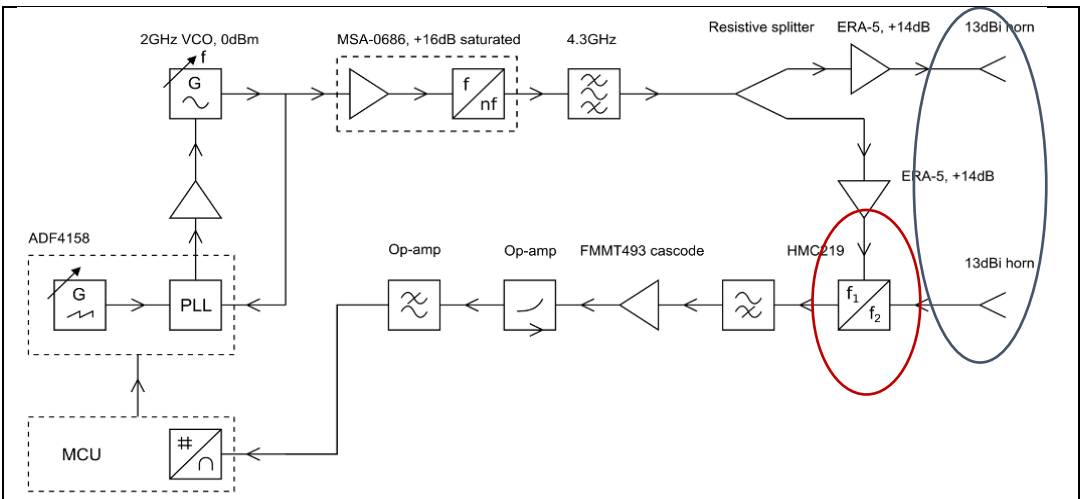 2GHz VCO, 0dBm
MSA-0686, +16dB saturated
4.3GHz
Resistive splitter
ERA-5, +14dB
13dBi horn
f
G
f
nf
ERA-5, +14dB
ADF4158
Op-amp
Op-amp
FMMT493 cascode
HMC219
13dBi horn
G
PLL
f1
f2
MCU
#